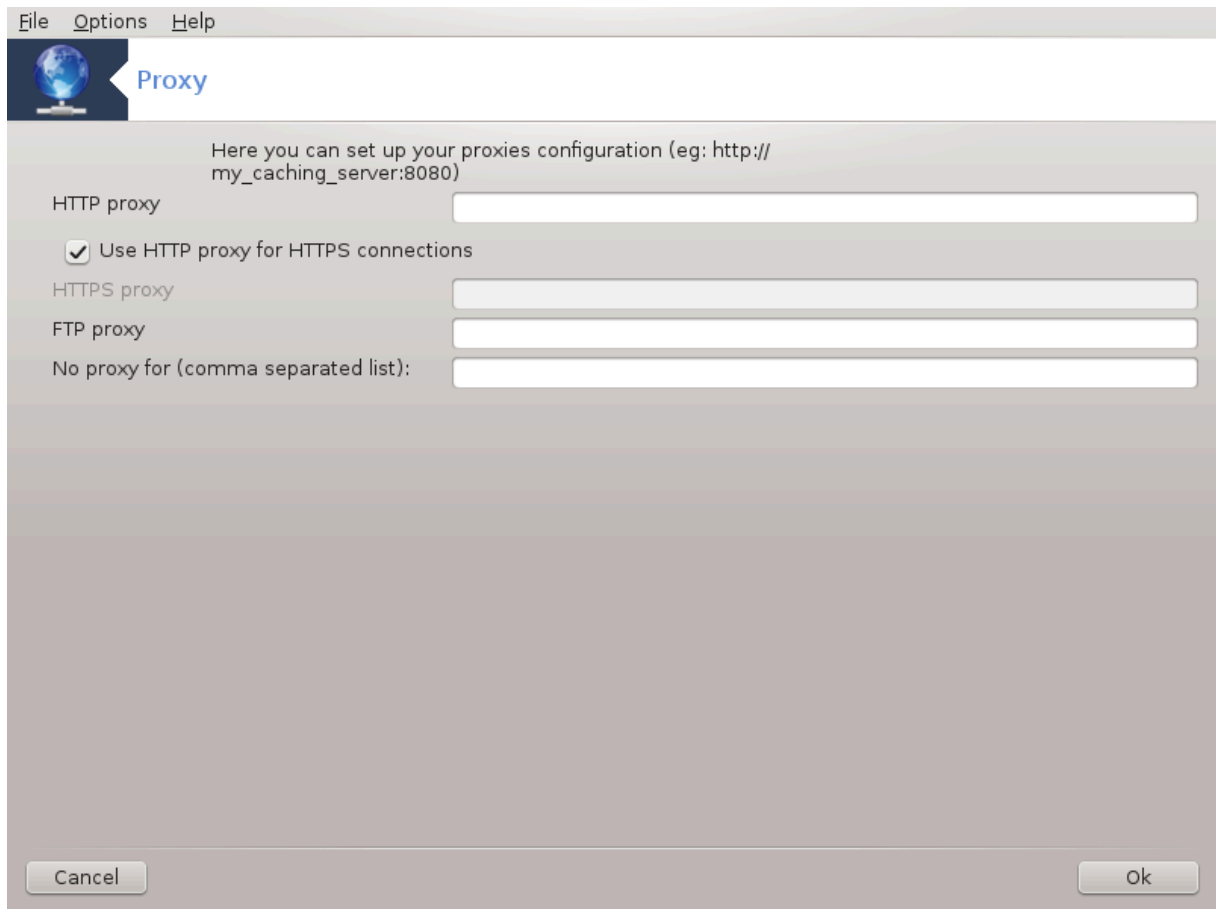 File Options Help
Proxy
Here you can set up your proxies configuration (eg: http://
my_caching_server:8080)
HTTP proxy
Use HTTP proxy for HTTPS connections
HTTPS proxy
FTP proxy
No proxy for (comma separated list):
Cancel Ok